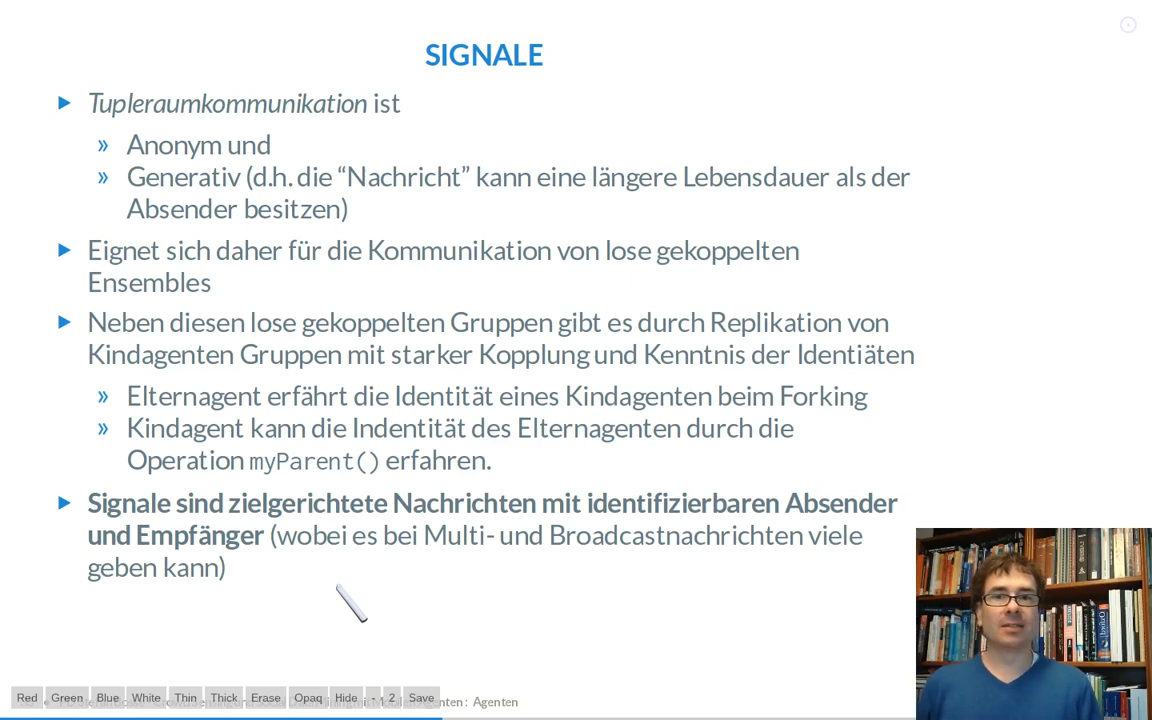 SIGNALE
Tupleraumkommunikation ist
Anonym und
Generativ (d.h. die “Nachricht” kann eine längere Lebensdauer als der
Absender besitzen)
Eignet sich daher für die Kommunikation von lose gekoppelten
Ensembles
Neben diesen lose gekoppelten Gruppen gibt es durch Replikation von
Kindagenten Gruppen mit starker Kopplung und Kenntnis der Identiäten
Elternagent erfährt die Identität eines Kindagenten beim Forking
Kindagent kann die Indentität des Elternagenten durch die
Operation myParent() erfahren.
Signale sind zielgerichtete Nachrichten mit identifizierbaren Absender
und Empfänger (wobei es bei Multi- und Broadcastnachrichten viele
geben kann)
Red Green Blue White Thin Thick Erase Opaq Hide - 2 Save
: Agenten